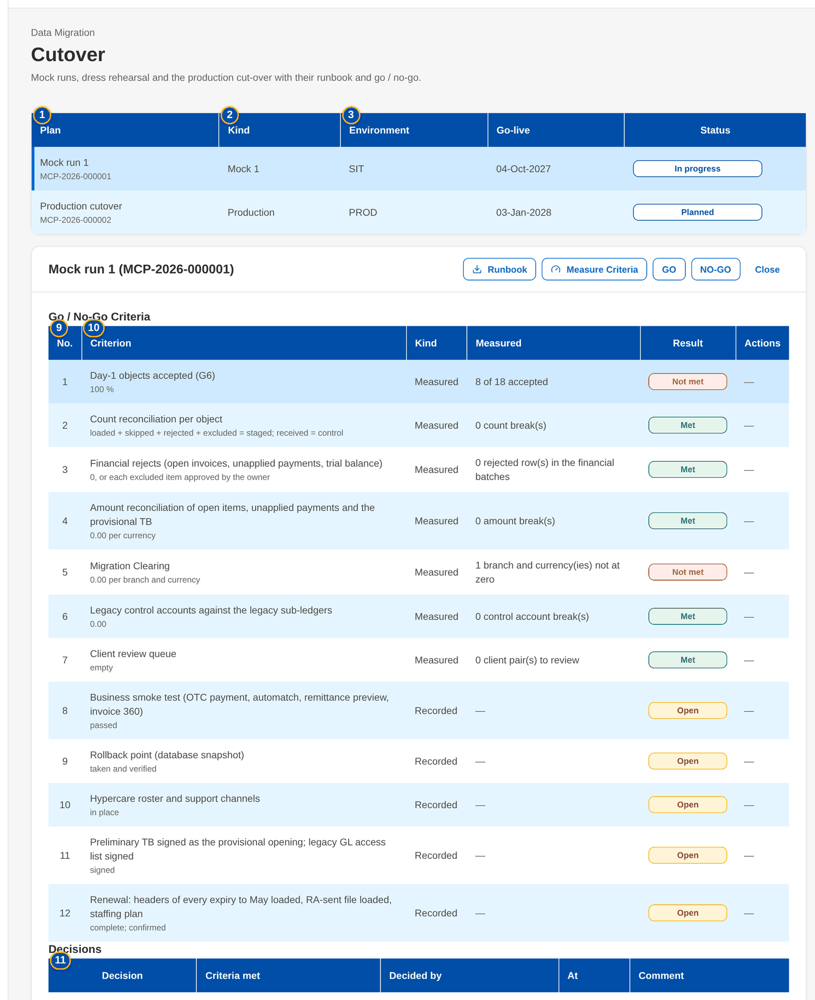 Data Migration
Cutover
Mock runs, dress rehearsal and the production cut-over with their runbook and go / no-go.
1 2 3
Plan Kind Environment Go-live Status
Mock run 1
MCP-2026-000001
Mock 1 SIT 04-Oct-2027 In progress
Production cutover
MCP-2026-000002
Production PROD 03-Jan-2028 Planned
Mock run 1 (MCP-2026-000001) Runbook Measure Criteria GO NO-GO Close
Go / No-Go Criteria
9 10
No. Criterion Kind Measured Result Actions
1 Day-1 objects accepted (G6)
100 %
Measured 8 of 18 accepted Not met —
2 Count reconciliation per object
loaded + skipped + rejected + excluded = staged; received = control
Measured 0 count break(s) Met —
3 Financial rejects (open invoices, unapplied payments, trial balance)
0, or each excluded item approved by the owner
Measured 0 rejected row(s) in the financial
batches
Met —
4 Amount reconciliation of open items, unapplied payments and the
provisional TB
0.00 per currency
Measured 0 amount break(s) Met —
5 Migration Clearing
0.00 per branch and currency
Measured 1 branch and currency(ies) not at
zero
Not met —
6 Legacy control accounts against the legacy sub-ledgers
0.00
Measured 0 control account break(s) Met —
7 Client review queue
empty
Measured 0 client pair(s) to review Met —
8 Business smoke test (OTC payment, automatch, remittance preview,
invoice 360)
passed
Recorded — Open —
9 Rollback point (database snapshot)
taken and verified
Recorded — Open —
10 Hypercare roster and support channels
in place
Recorded — Open —
11 Preliminary TB signed as the provisional opening; legacy GL access
list signed
signed
Recorded — Open —
12 Renewal: headers of every expiry to May loaded, RA-sent file loaded,
staffing plan
complete; confirmed
Recorded — Open —
Decisions
11
Decision Criteria met Decided by At Comment